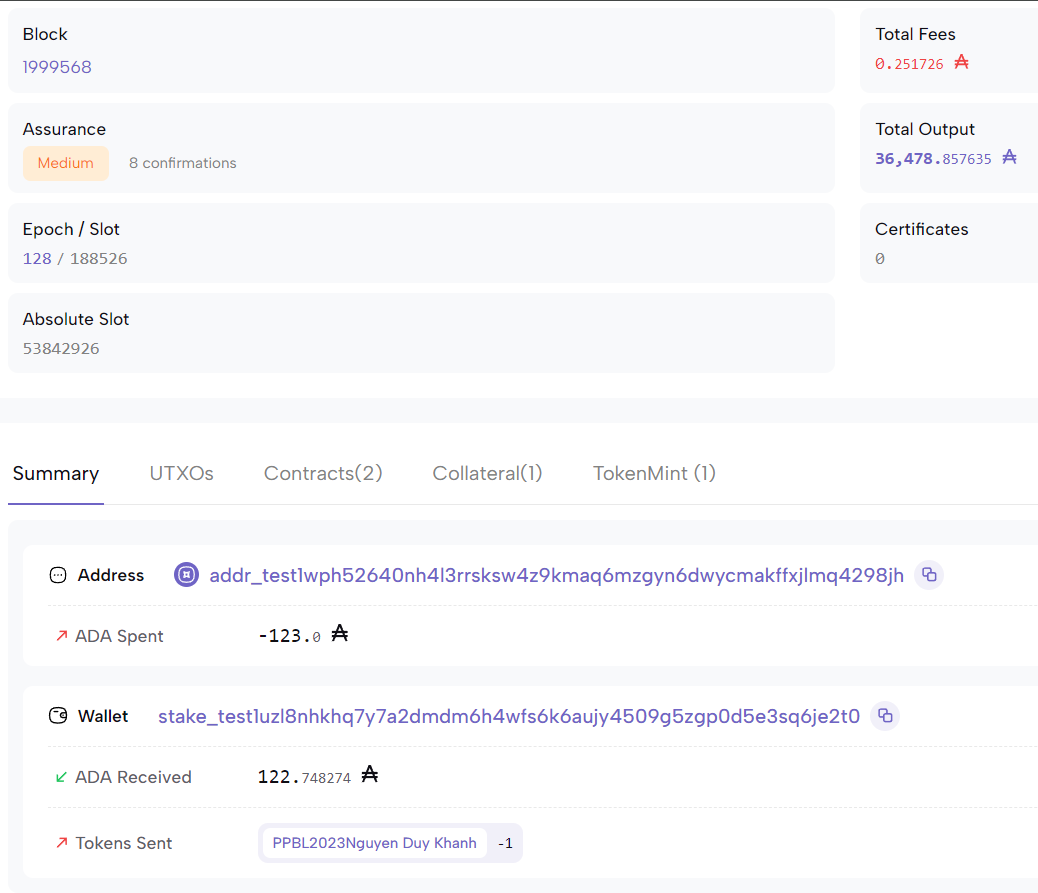 Block
1999568
Total Fees
0.251726 ₳
Assurance
Medium 8 confirmations
Total Output
36,478.857635 ₳
Epoch / Slot
128 / 188526
Certificates
0
Absolute Slot
53842926
Summary UTXOs Contracts(2) Collateral(1) TokenMint (1)
Address addr_test1wph52640nh4l3rrsksw4z9kmaq6mzgyn6dwycmakffxjlmq4298jh
ADA Spent -123.0 ₳
Wallet stake_test1uzl8nhkhq7y7a2dmdm6h4wfs6k6aujy4509g5zgp0d5e3sq6je2t0
ADA Received 122.748274 ₳
Tokens Sent PPBL2023Nguyen Duy Khanh -1